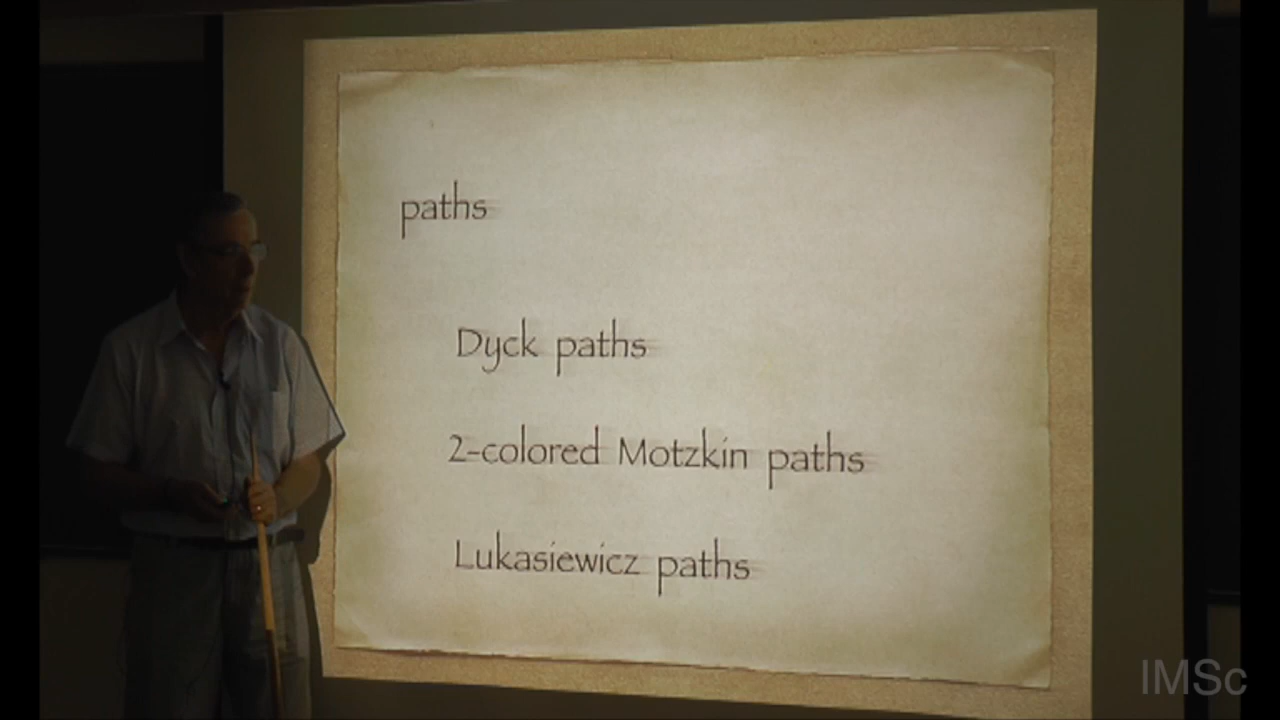 paths
Dyck paths
2-colored Motzkin paths
Lukasiewicz paths
IMSc